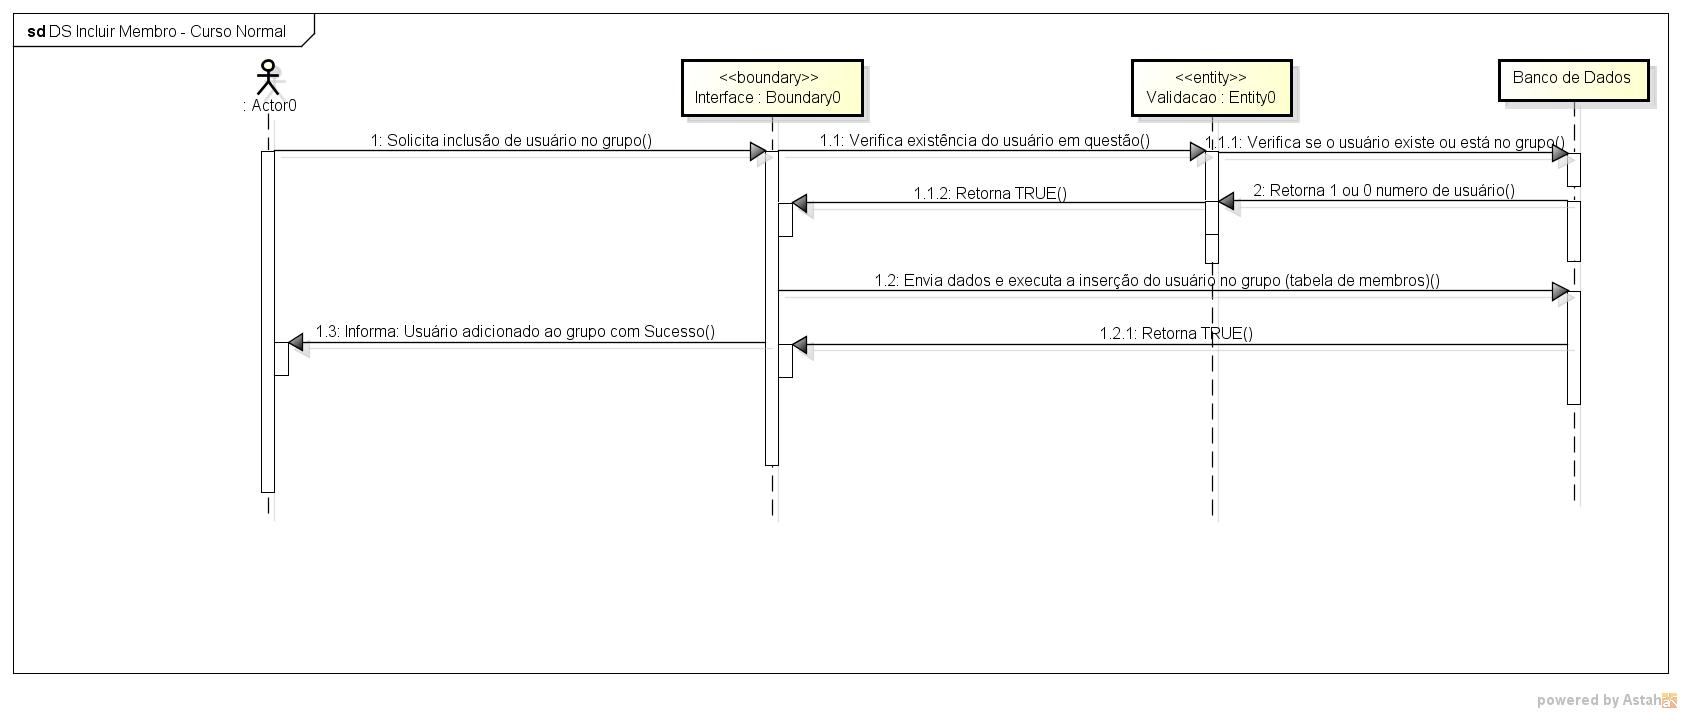 sd DS Incluir Membro - Curso Normal
: Actor0
<<boundary>>
Interface : Boundary0
<<entity>>
Validacao : Entity0
Banco de Dados
1: Solicita inclusão de usuário no grupo()
1.1: Verifica existência do usuário em questão()
1.1.1: Verifica se o usuário existe ou está no grupo()
1.1.2: Retorna TRUE()
2: Retorna 1 ou 0 numero de usuário()
1.2: Envia dados e executa a inserção do usuário no grupo (tabela de membros)()
1.3: Informa: Usuário adicionado ao grupo com Sucesso()
1.2.1: Retorna TRUE()
powered by Astah